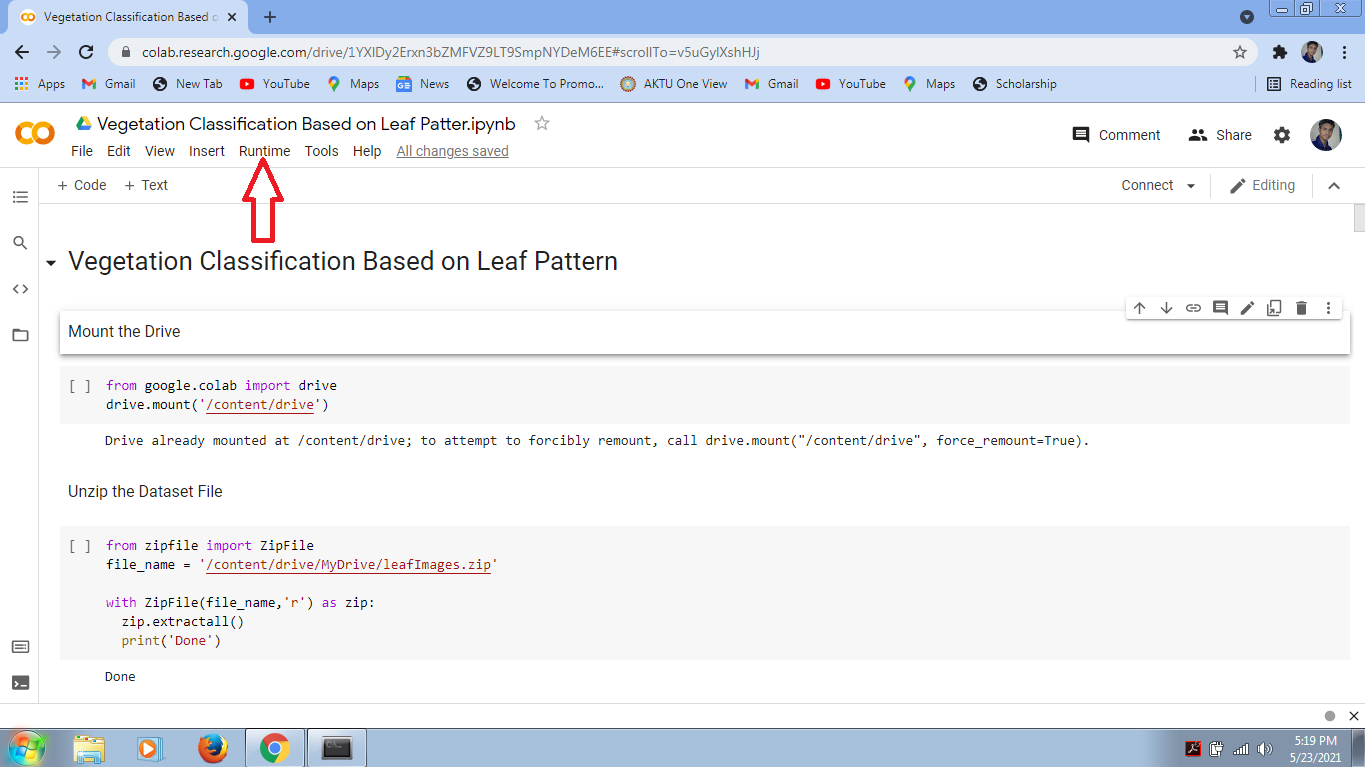 Vegetation Classification Based o
colab.research.google.com/drive/1YXlDy2Erxn3bZMFVZ9LT9SmpNYDeM6EE#scrollTo=v5uGylXshHJj
Apps Gmail New Tab YouTube Maps News Welcome To Promo... AKTU One View Gmail YouTube Maps Scholarship Reading list
Vegetation Classification Based on Leaf Patter.ipynb
Comment Share
File Edit View Insert Runtime Tools Help All changes saved
+ Code + Text Connect Editing
Vegetation Classification Based on Leaf Pattern
Mount the Drive
[ ] from google.colab import drive
drive.mount('/content/drive')
Drive already mounted at /content/drive; to attempt to forcibly remount, call drive.mount("/content/drive", force_remount=True).
Unzip the Dataset File
[ ] from zipfile import ZipFile
file_name = '/content/drive/MyDrive/leafImages.zip'
with ZipFile(file_name,'r') as zip:
zip.extractall()
print('Done')
Done
5:19 PM
5/23/2021